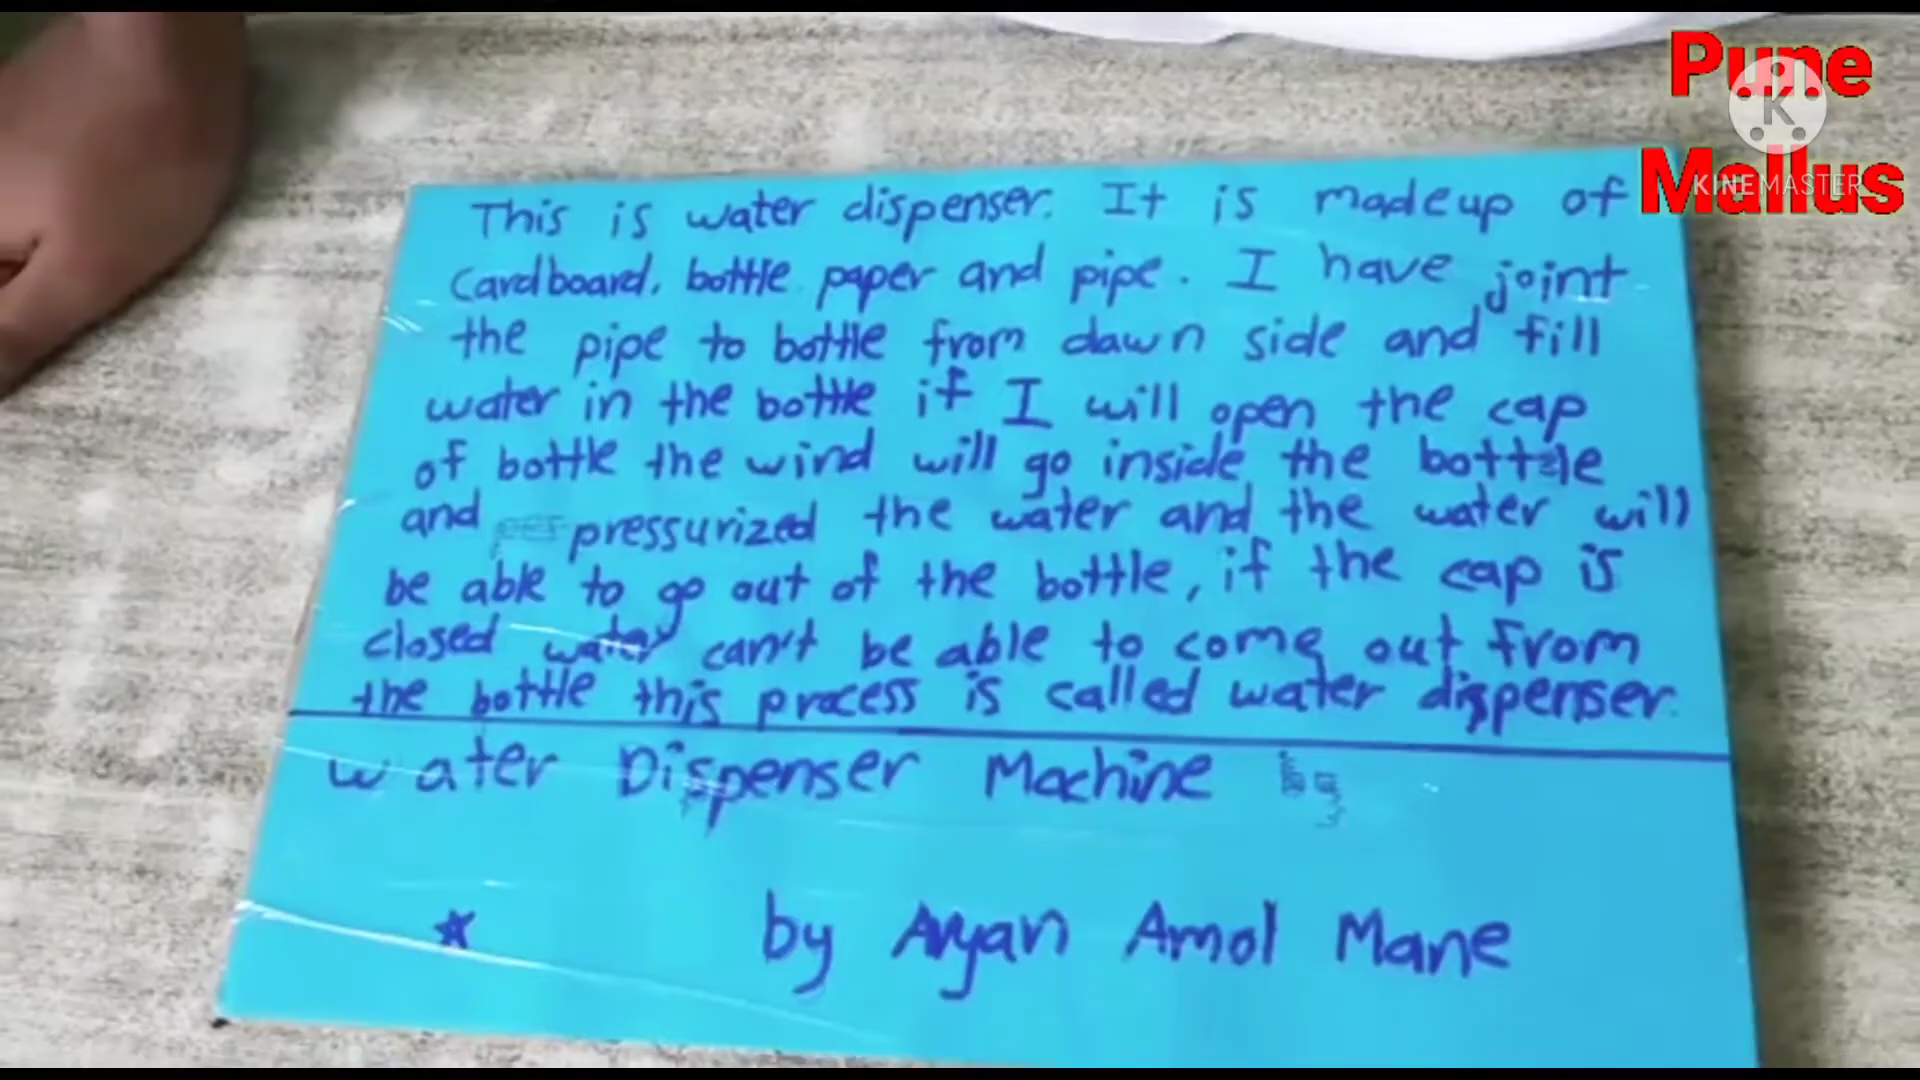 Pune
Mallus
KINEMASTER
This is water dispenser. It is madeup of
cardboard, bottle paper and pipe. I have joint
the pipe to bottle from dawn side and fill
water in the bottle if I will open the cap
of bottle the wind will go inside the bottle
and pressurized the water and the water will
be able to go out of the bottle, if the cap is
closed water can't be able to come out from
the bottle this process is called water dispenser.
Water Dispenser Machine
by Aryan Amol Mane